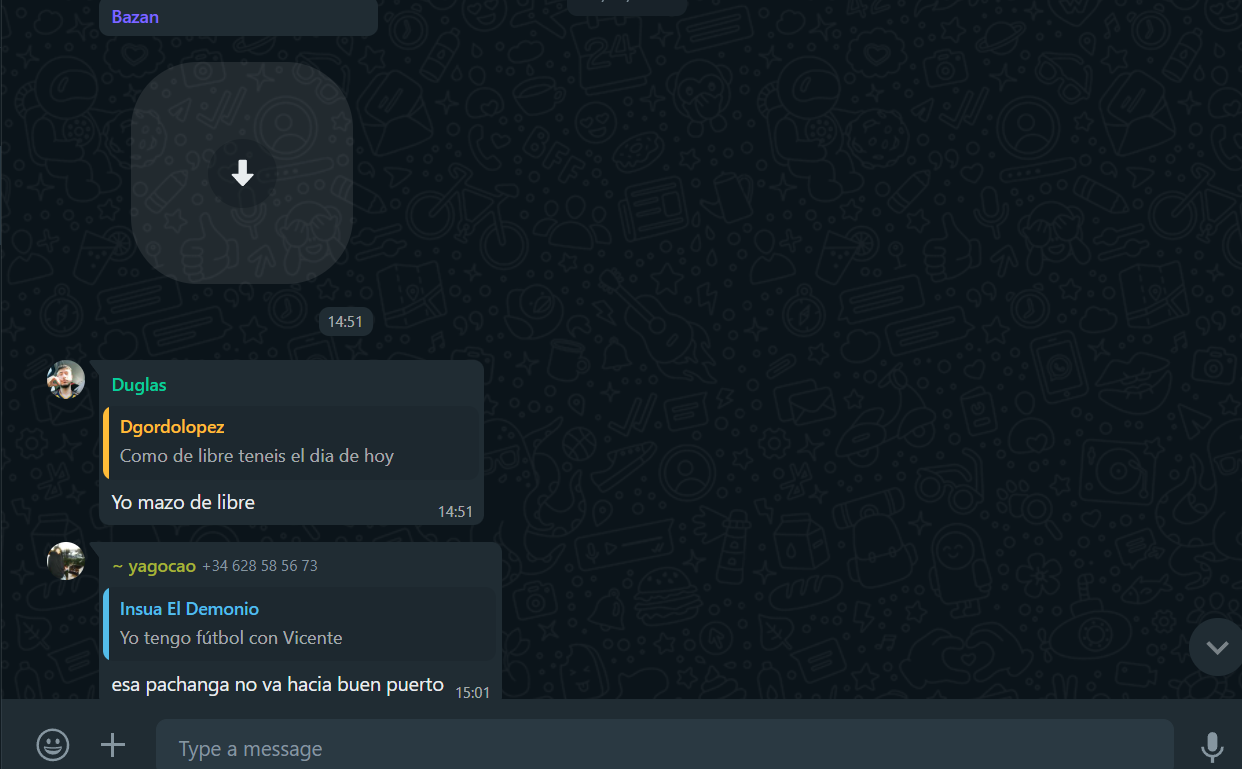 Bazan
14:51
Duglas
Dgordolopez
Como de libre teneis el dia de hoy
Yo mazo de libre
14:51
~ yagocao +34 628 58 56 73
Insua El Demonio
Yo tengo fútbol con Vicente
esa pachanga no va hacia buen puerto
15:01
Type a message